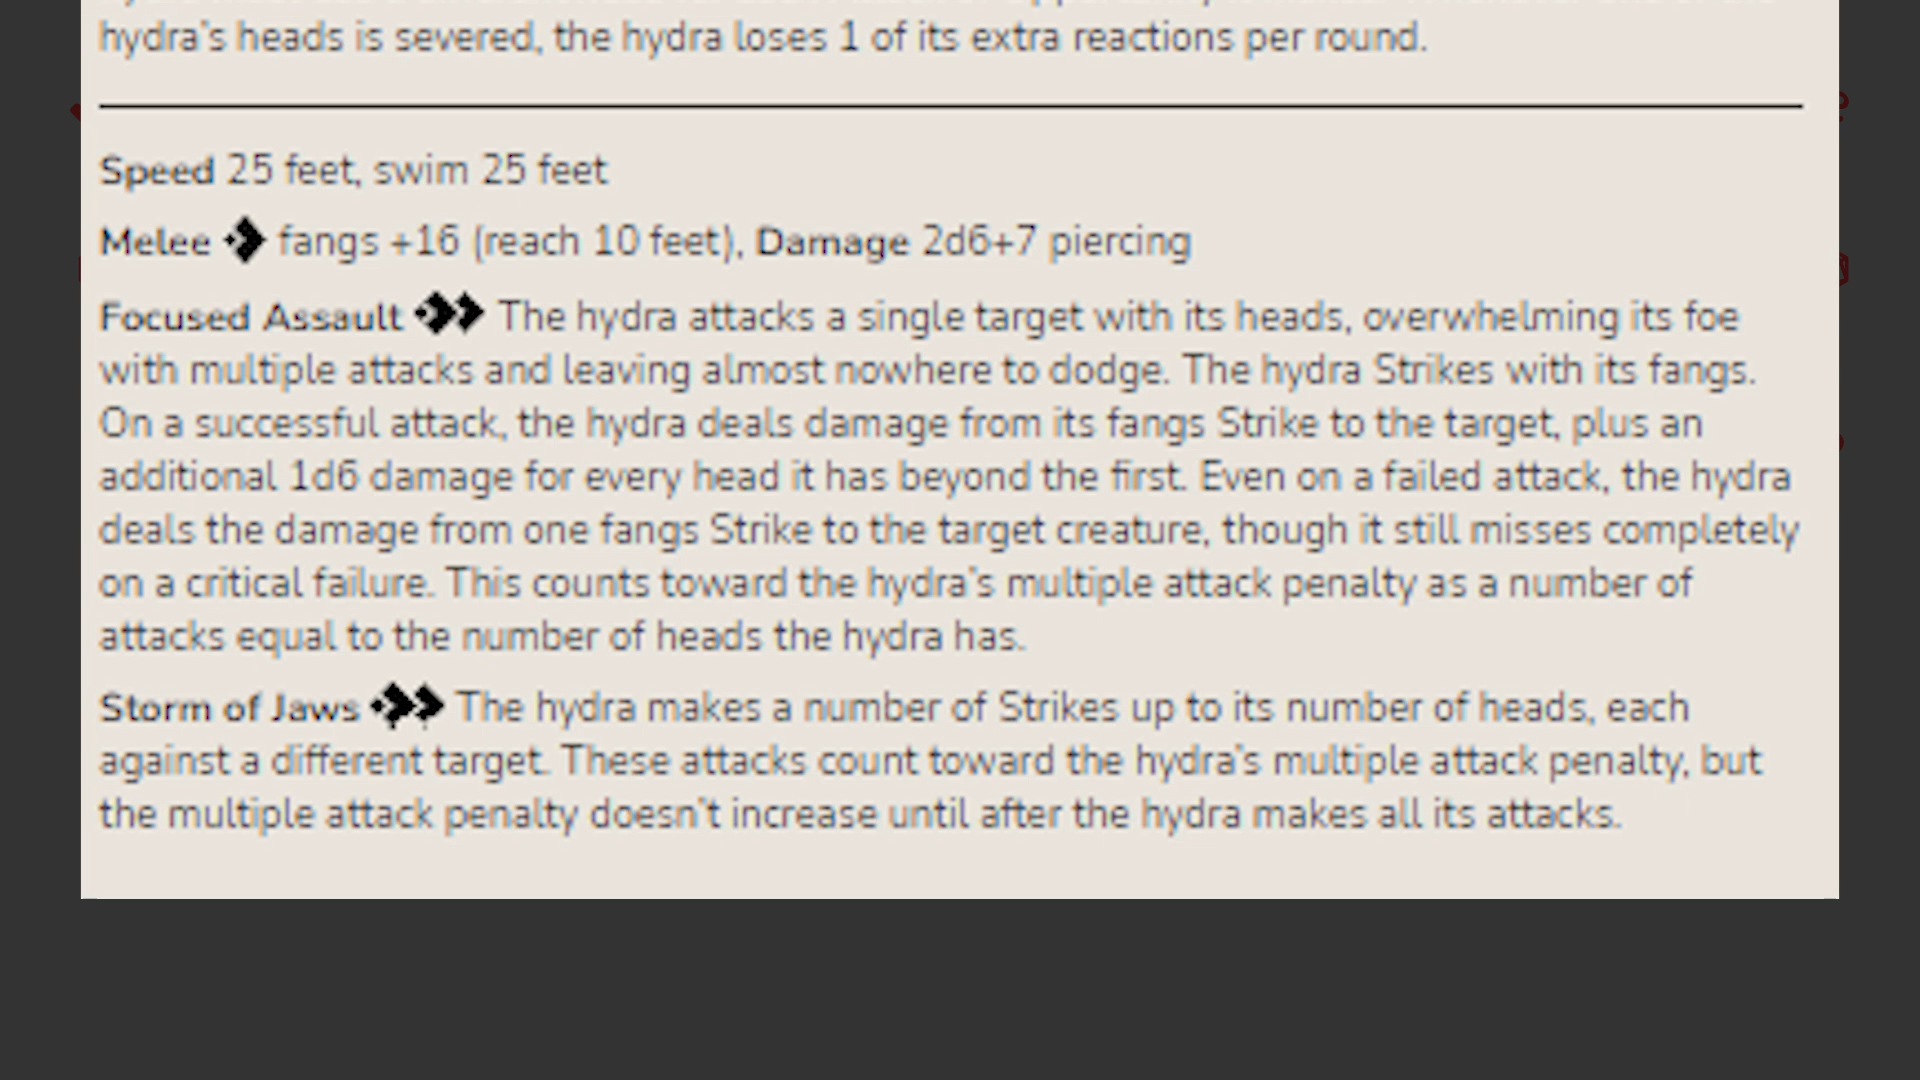 hydra's heads is severed, the hydra loses 1 of its extra reactions per round.
Speed 25 feet, swim 25 feet
Melee fangs +16 (reach 10 feet), Damage 2d6+7 piercing
Focused Assault The hydra attacks a single target with its heads, overwhelming its foe
with multiple attacks and leaving almost nowhere to dodge. The hydra Strikes with its fangs.
On a successful attack, the hydra deals damage from its fangs Strike to the target, plus an
additional 1d6 damage for every head it has beyond the first. Even on a failed attack, the hydra
deals the damage from one fangs Strike to the target creature, though it still misses completely
on a critical failure. This counts toward the hydra's multiple attack penalty as a number of
attacks equal to the number of heads the hydra has.
Storm of Jaws The hydra makes a number of Strikes up to its number of heads, each
against a different target. These attacks count toward the hydra's multiple attack penalty, but
the multiple attack penalty doesn't increase until after the hydra makes all its attacks.